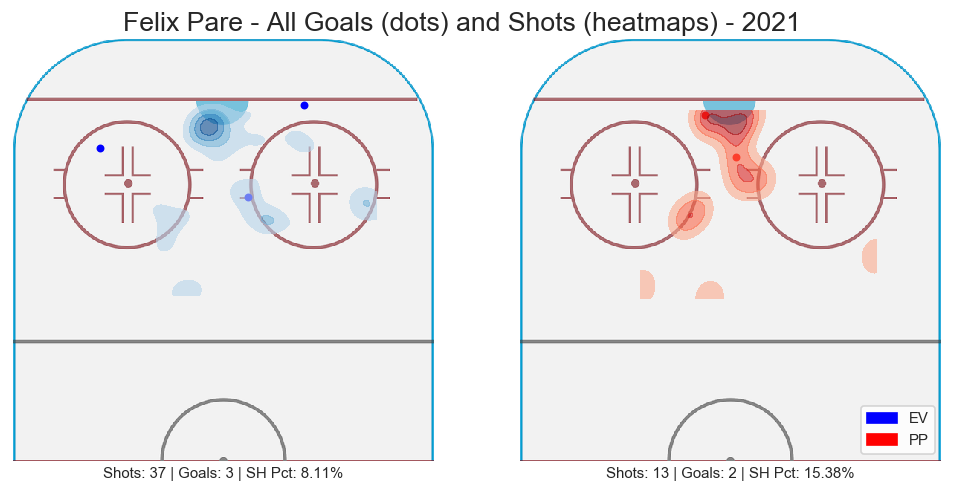 Felix Pare - All Goals (dots) and Shots (heatmaps) - 2021
EV
PP
Shots: 37 | Goals: 3 | SH Pct: 8.11%
Shots: 13 | Goals: 2 | SH Pct: 15.38%